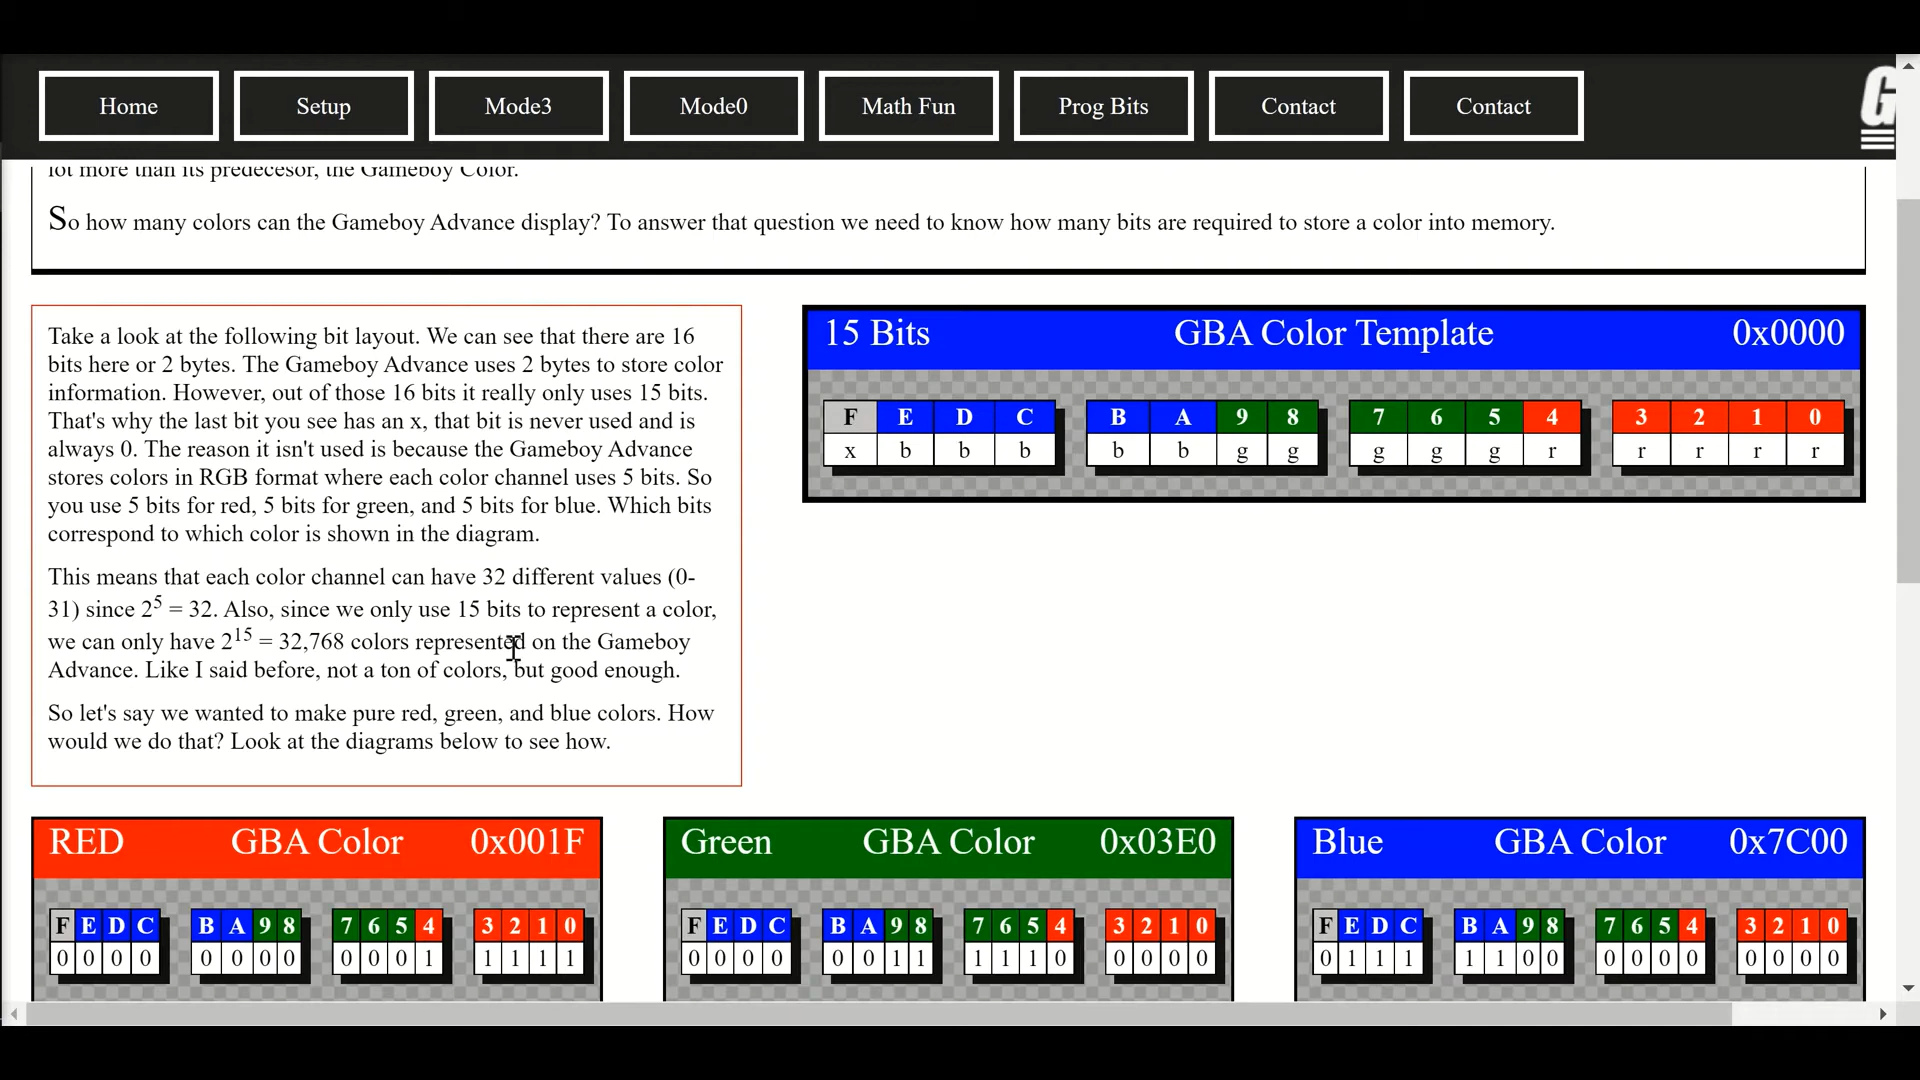 Home Setup Mode3 Mode0 Math Fun Prog Bits Contact Contact G
lot more than its predecesor, the Gameboy Color.
So how many colors can the Gameboy Advance display? To answer that question we need to know how many bits are required to store a color into memory.
Take a look at the following bit layout. We can see that there are 16
bits here or 2 bytes. The Gameboy Advance uses 2 bytes to store color
information. However, out of those 16 bits it really only uses 15 bits.
That's why the last bit you see has an x, that bit is never used and is
always 0. The reason it isn't used is because the Gameboy Advance
stores colors in RGB format where each color channel uses 5 bits. So
you use 5 bits for red, 5 bits for green, and 5 bits for blue. Which bits
correspond to which color is shown in the diagram.
This means that each color channel can have 32 different values (0-
31) since 2⁵ = 32. Also, since we only use 15 bits to represent a color,
we can only have 2¹⁵ = 32,768 colors represented on the Gameboy
Advance. Like I said before, not a ton of colors, but good enough.
So let's say we wanted to make pure red, green, and blue colors. How
would we do that? Look at the diagrams below to see how.
15 Bits GBA Color Template 0x0000
F E D C B A 9 8 7 6 5 4 3 2 1 0
x b b b b b g g g g g r r r r r
RED GBA Color 0x001F
F E D C B A 9 8 7 6 5 4 3 2 1 0
0 0 0 0 0 0 0 0 0 0 0 1 1 1 1 1
Green GBA Color 0x03E0
F E D C B A 9 8 7 6 5 4 3 2 1 0
0 0 0 0 0 0 1 1 1 1 1 0 0 0 0 0
Blue GBA Color 0x7C00
F E D C B A 9 8 7 6 5 4 3 2 1 0
0 1 1 1 1 1 0 0 0 0 0 0 0 0 0 0